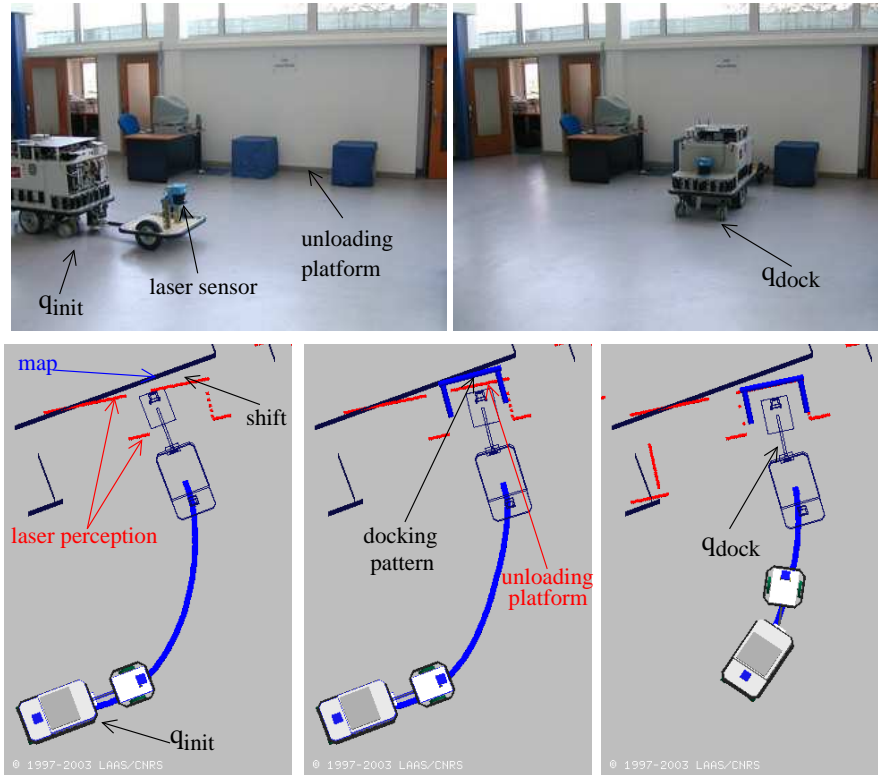 unloading
platform
laser sensor
qinit
qdock
map
shift
laser perception
qinit
© 1997-2003 LAAS/CNRS
docking
pattern
unloading
platform
© 1997-2003 LAAS/CNRS
qdock
© 1997-2003 LAAS/CNRS